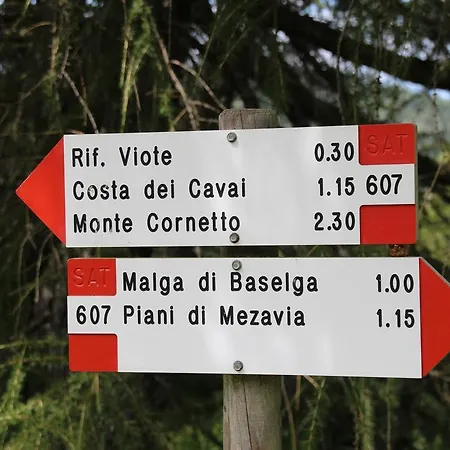 Rif. Viote 0.30 SAT
Costa dei Cavai 1.15 607
Monte Cornetto 2.30
SAT Malga di Baselga 1.00
607 Piani di Mezavia 1.15